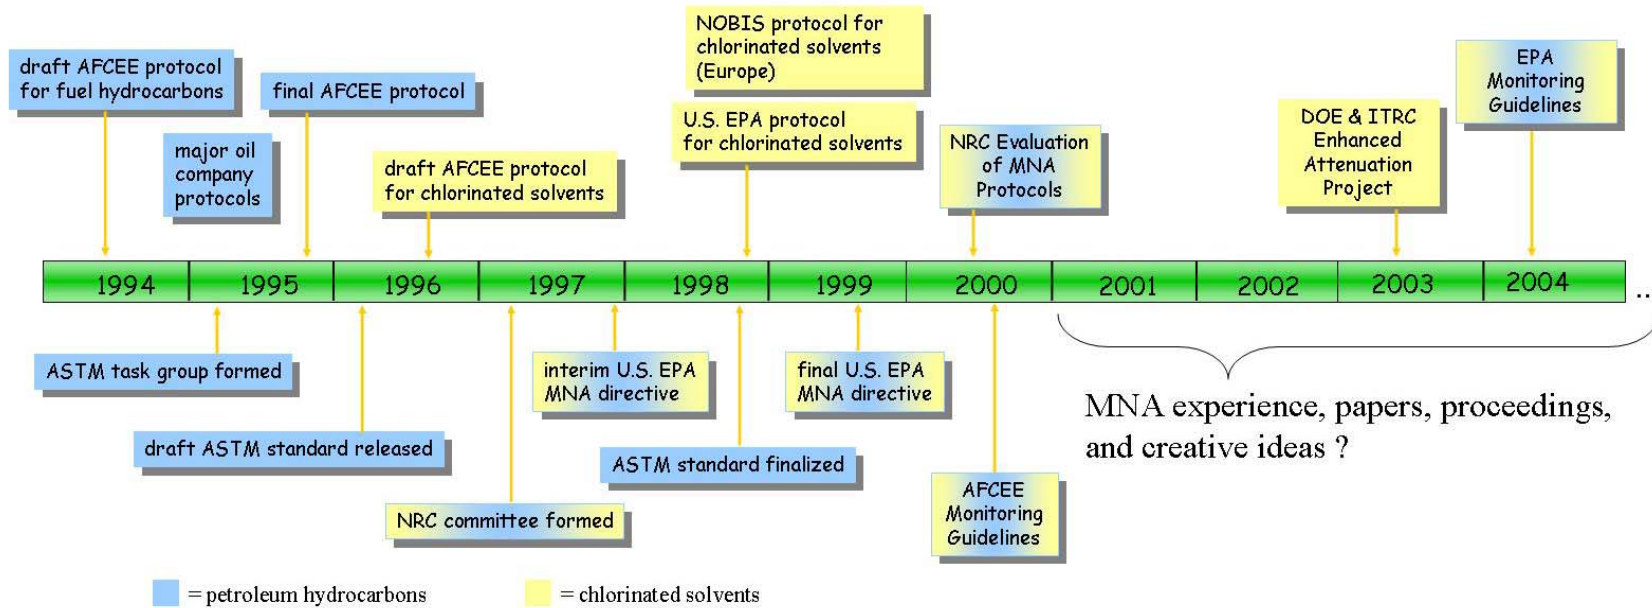 draft AFCEE protocol
for fuel hydrocarbons
major oil
company
protocols
final AFCEE protocol
draft AFCEE protocol
for chlorinated solvents
NOBIS protocol for
chlorinated solvents
(Europe)
U.S. EPA protocol
for chlorinated solvents
NRC Evaluation
of MNA
Protocols
DOE & ITRC
Enhanced
Attenuation
Project
EPA
Monitoring
Guidelines
1994 1995 1996 1997 1998 1999 2000 2001 2002 2003 2004 ...
ASTM task group formed
draft ASTM standard released
NRC committee formed
interim U.S. EPA
MNA directive
ASTM standard finalized
final U.S. EPA
MNA directive
AFCEE
Monitoring
Guidelines
MNA experience, papers, proceedings,
and creative ideas ?
= petroleum hydrocarbons
= chlorinated solvents